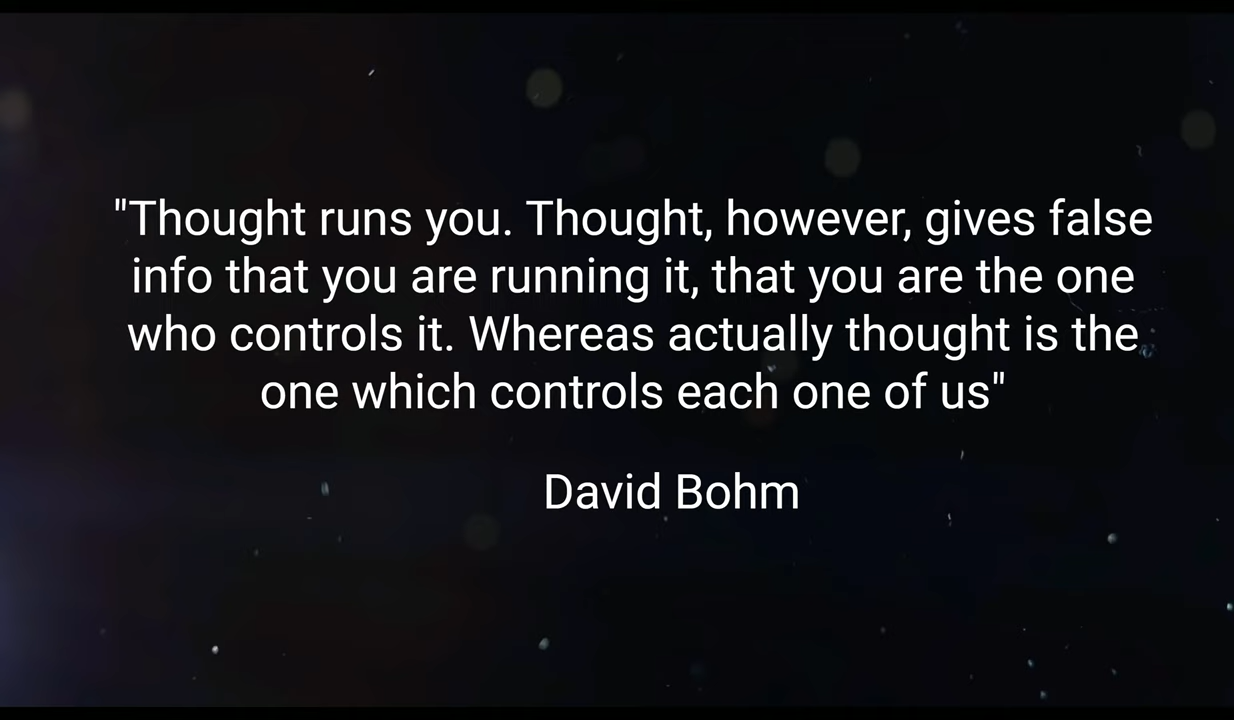 "Thought runs you. Thought, however, gives false
info that you are running it, that you are the one
who controls it. Whereas actually thought is the
one which controls each one of us"
David Bohm